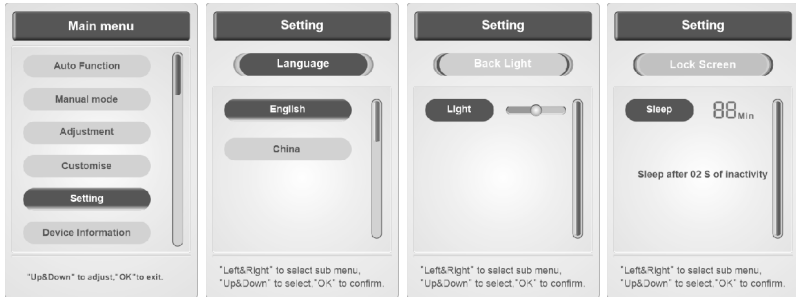 Main menu
Auto Function
Manual mode
Adjustment
Customise
Setting
Device Information
"Up&Down" to adjust,"OK"to exit.
Setting
Language
English
China
"Left&Right" to select sub menu,
"Up&Down" to select."OK" to confirm.
Setting
Back Light
Light
"Left&Right" to select sub menu,
"Up&Down" to select."OK" to confirm.
Setting
Lock Screen
Sleep 88 Min
Sleep after 02 S of inactivity
"Left&Right" to select sub menu,
"Up&Down" to select."OK" to confirm.